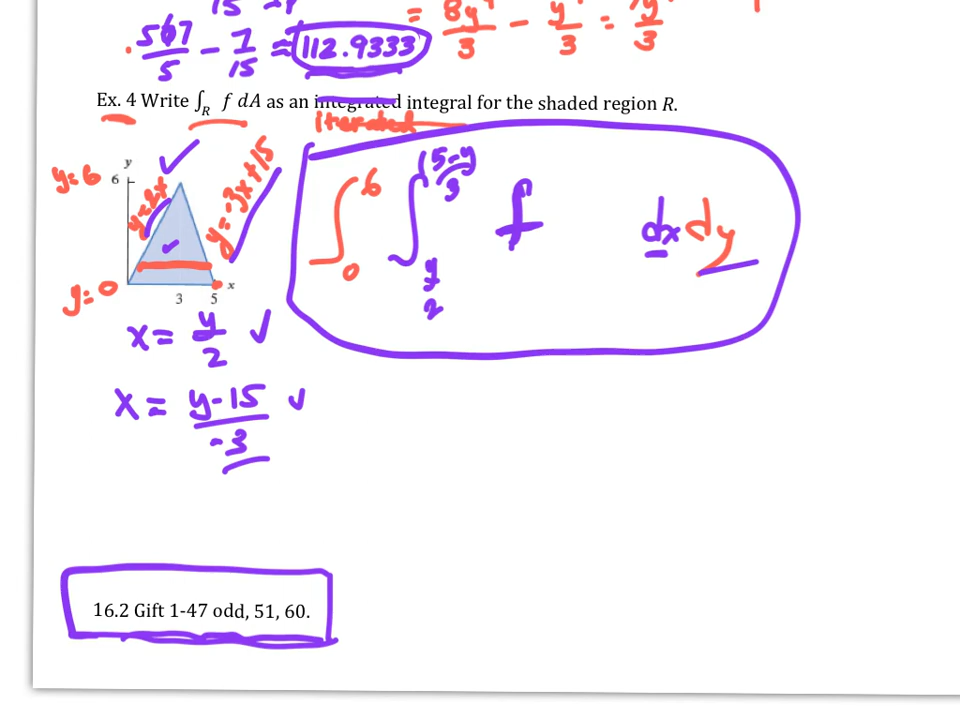 = 8y/3 - y/3 = 7y/3
567/5 - 7/15 = 112.9333
Ex. 4 Write ∫_R f dA as an integrated integral for the shaded region R.
iterated
y
y=6 6
y=2x
y=-3x+15
∫_0^6 ∫_{y/2}^{(15-y)/3} f dx dy
x
y=0
3 5
x = y/2 ✓
x = (y-15)/-3 ✓
16.2 Gift 1-47 odd, 51, 60.